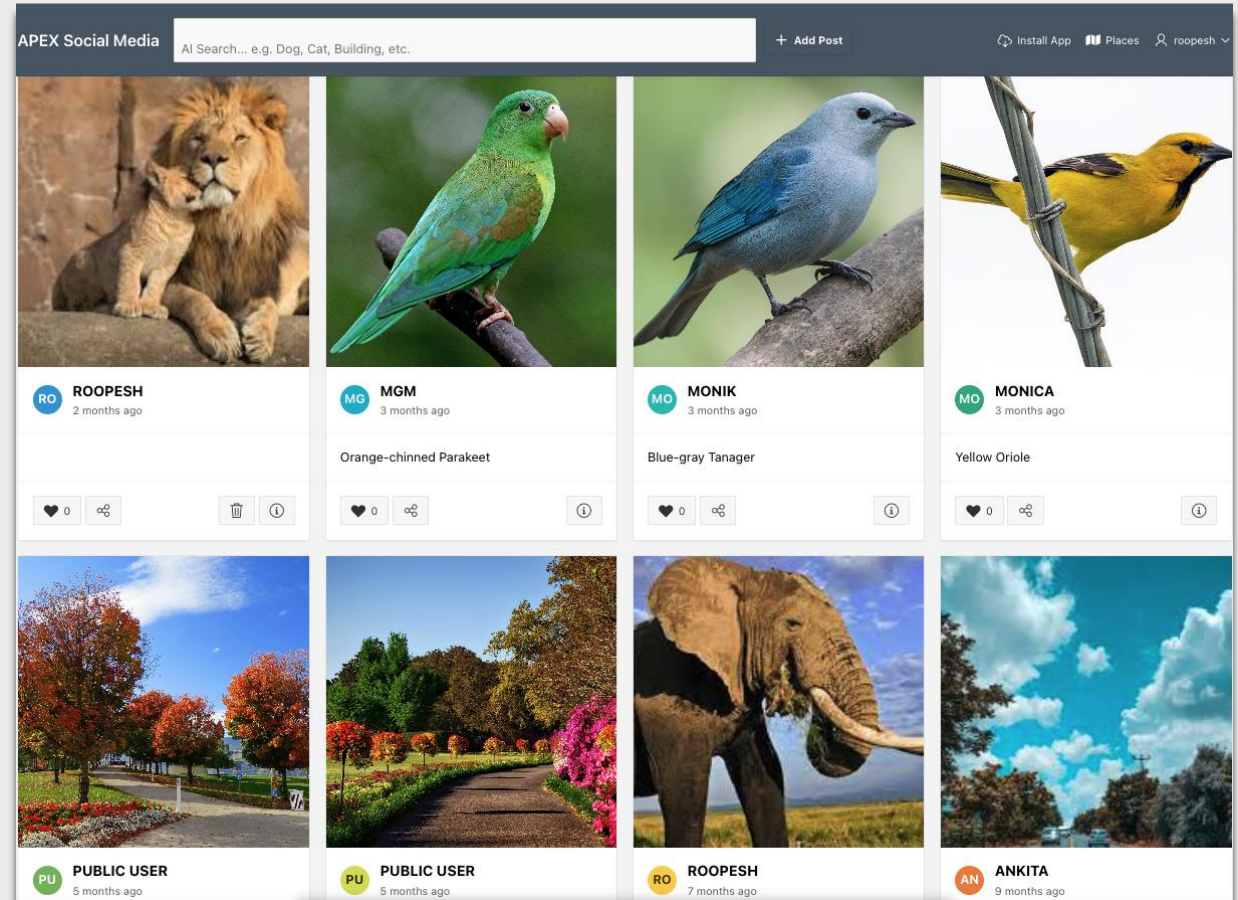 APEX Social Media
AI Search... e.g. Dog, Cat, Building, etc.
+ Add Post
Install App
Places
roopesh
RO
ROOPESH
2 months ago
MG
MGM
3 months ago
MO
MONIK
3 months ago
MO
MONICA
3 months ago
Orange-chinned Parakeet
Blue-gray Tanager
Yellow Oriole
0
0
0
0
PU
PUBLIC USER
5 months ago
PU
PUBLIC USER
5 months ago
RO
ROOPESH
7 months ago
AN
ANKITA
9 months ago